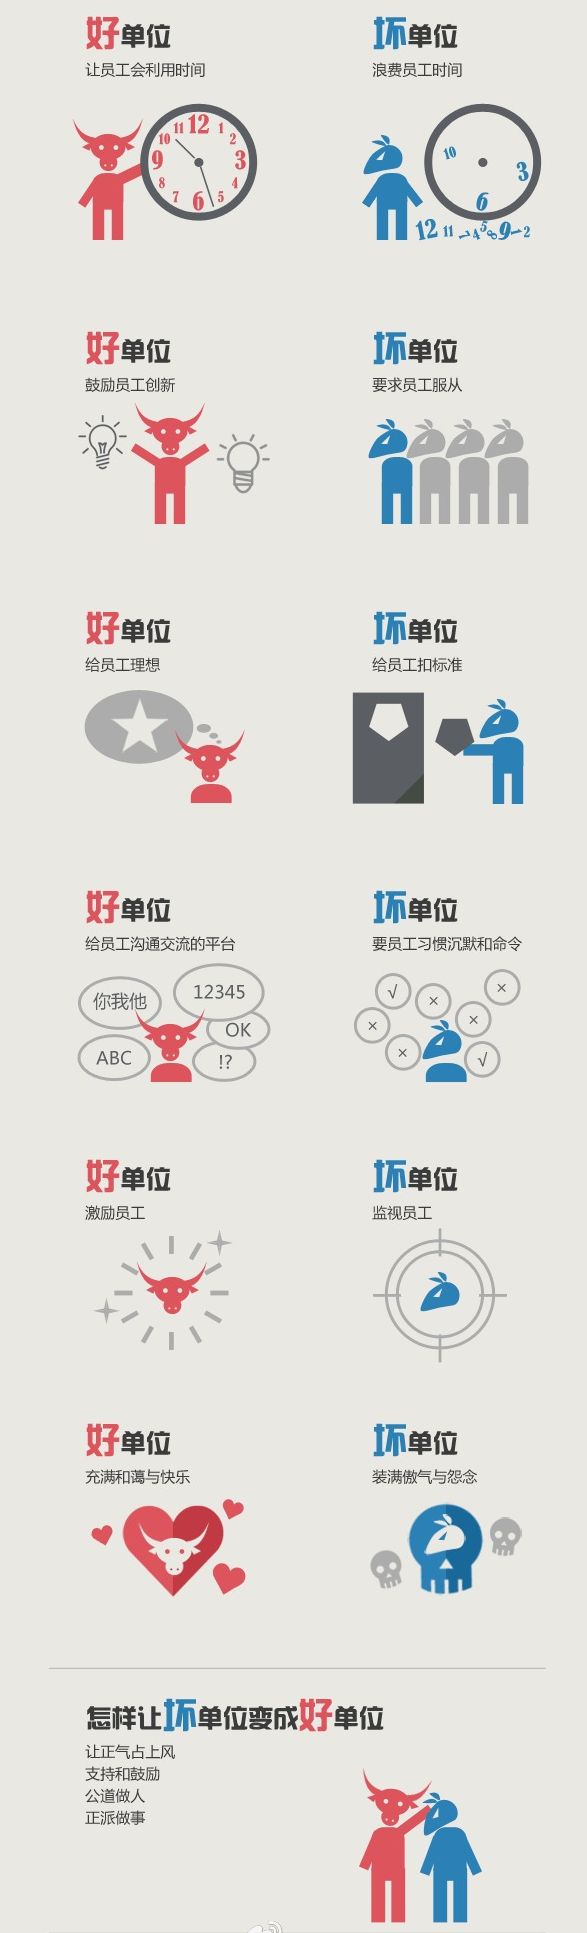 好单位
坏单位
让员工会利用时间
浪费员工时间
12
11
1
10
2
9
3
8
4
7
5
6
10
3
6
12 11 7 4 5 8 9 1 2
好单位
坏单位
鼓励员工创新
要求员工服从
好单位
坏单位
给员工理想
给员工扣标准
好单位
坏单位
给员工沟通交流的平台
要员工习惯沉默和命令
你我他
12345
OK
ABC
!?
√
×
×
×
×
×
√
好单位
坏单位
激励员工
监视员工
好单位
坏单位
充满和蔼与快乐
装满傲气与怨念
怎样让坏单位变成好单位
让正气占上风
支持和鼓励
公道做人
正派做事